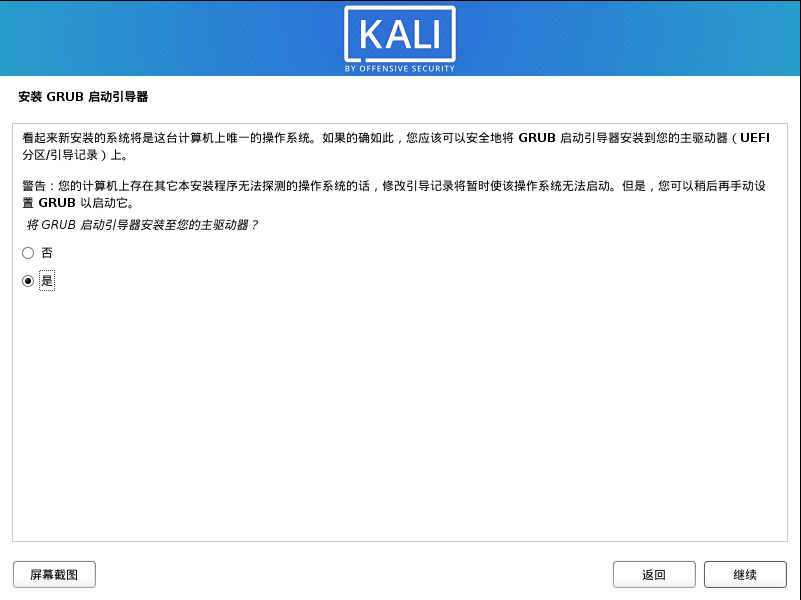 KALI
BY OFFENSIVE SECURITY
安装 GRUB 启动引导器
看起来新安装的系统将是这台计算机上唯一的操作系统。如果的确如此，您应该可以安全地将 GRUB 启动引导器安装到您的主驱动器（UEFI
分区/引导记录）上。
警告：您的计算机上存在其它本安装程序无法探测的操作系统的话，修改引导记录将暂时使该操作系统无法启动。但是，您可以稍后再手动设
置 GRUB 以启动它。
将 GRUB 启动引导器安装至您的主驱动器？
否
是
屏幕截图
返回
继续